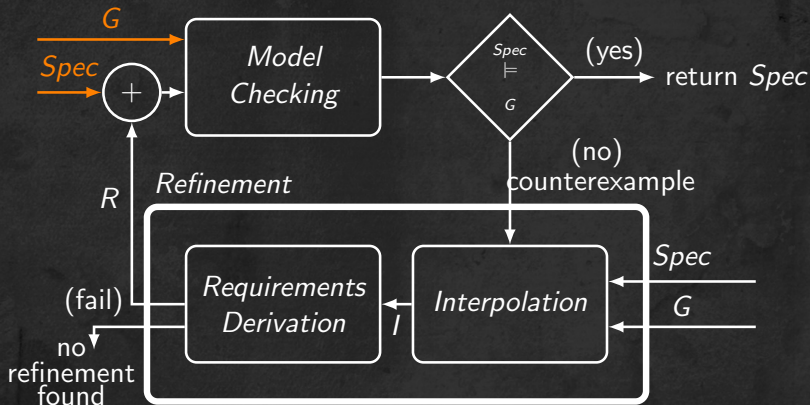 G
Spec
+
Model
Checking
Spec
⊨
G
(yes)
return Spec
(no)
counterexample
R
Refinement
Requirements
Derivation
I
Interpolation
Spec
G
(fail)
no
refinement
found